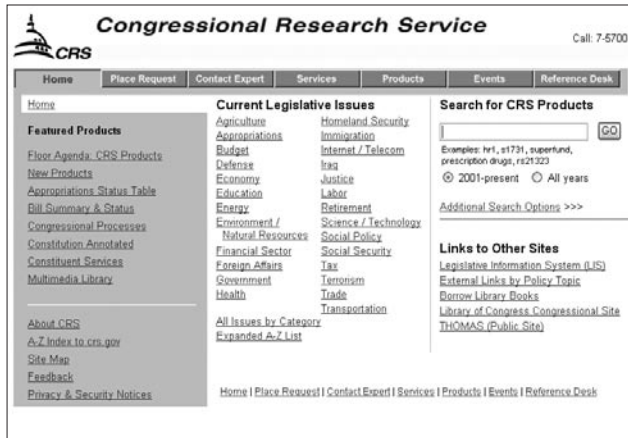 Congressional Research Service
CRS
Call: 7-5700
Home Place Request Contact Expert Services Products Events Reference Desk
Home
Featured Products
Floor Agenda: CRS Products
New Products
Appropriations Status Table
Bill Summary & Status
Congressional Processes
Constitution Annotated
Constituent Services
Multimedia Library
About CRS
A-Z Index to crs.gov
Site Map
Feedback
Privacy & Security Notices
Current Legislative Issues
Agriculture
Appropriations
Budget
Defense
Economy
Education
Energy
Environment /
Natural Resources
Financial Sector
Foreign Affairs
Government
Health
Homeland Security
Immigration
Internet / Telecom
Iraq
Justice
Labor
Retirement
Science / Technology
Social Policy
Social Security
Tax
Terrorism
Trade
Transportation
All Issues by Category
Expanded A-Z List
Search for CRS Products
GO
Examples: hr1, s1731, superfund,
prescription drugs, rs21323
2001-present All years
Additional Search Options >>>
Links to Other Sites
Legislative Information System (LIS)
External Links by Policy Topic
Borrow Library Books
Library of Congress Congressional Site
THOMAS (Public Site)
Home | Place Request | Contact Expert | Services | Products | Events | Reference Desk